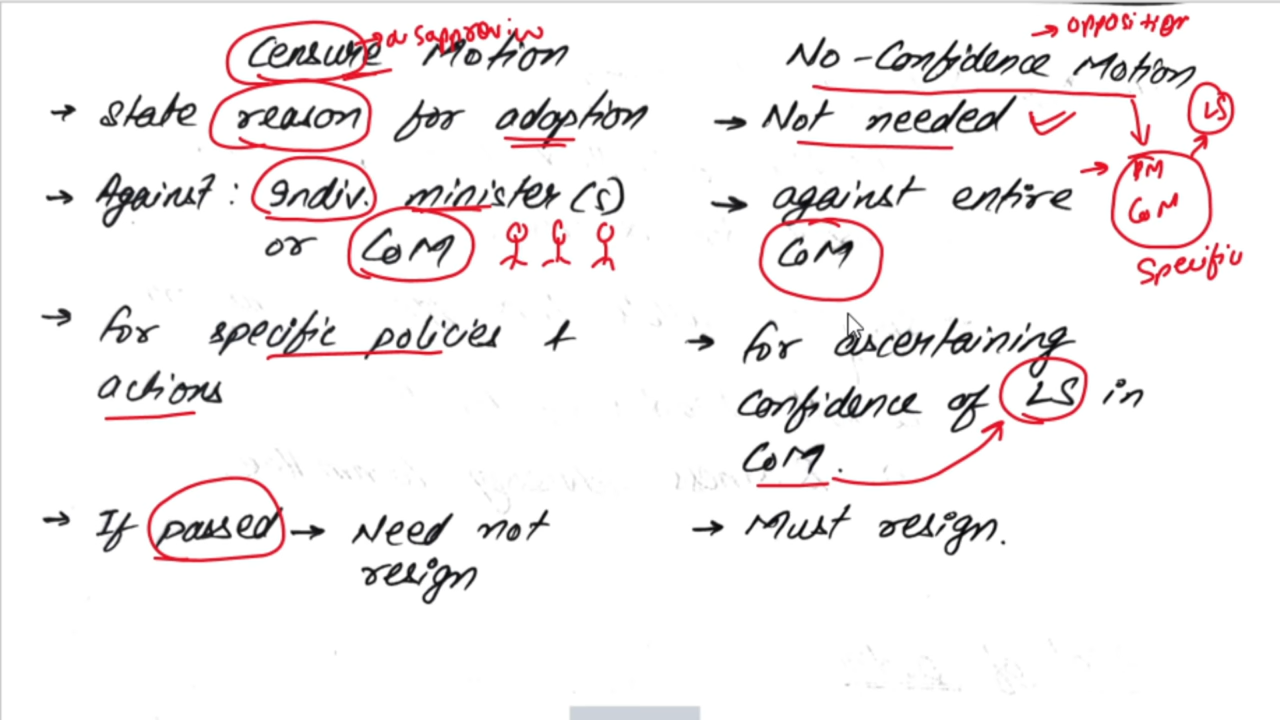 Censure Motion
→ State reason for adoption
→ Against: Indiv. minister(s)
or CoM
→ for specific policies +
actions
→ If passed → Need not
resign
→ opposition
No-Confidence Motion
LS
→ Not needed ✓
→ PM
CoM
→ against entire
CoM
→ for ascertaining
confidence of LS in
CoM.
→ Must resign.